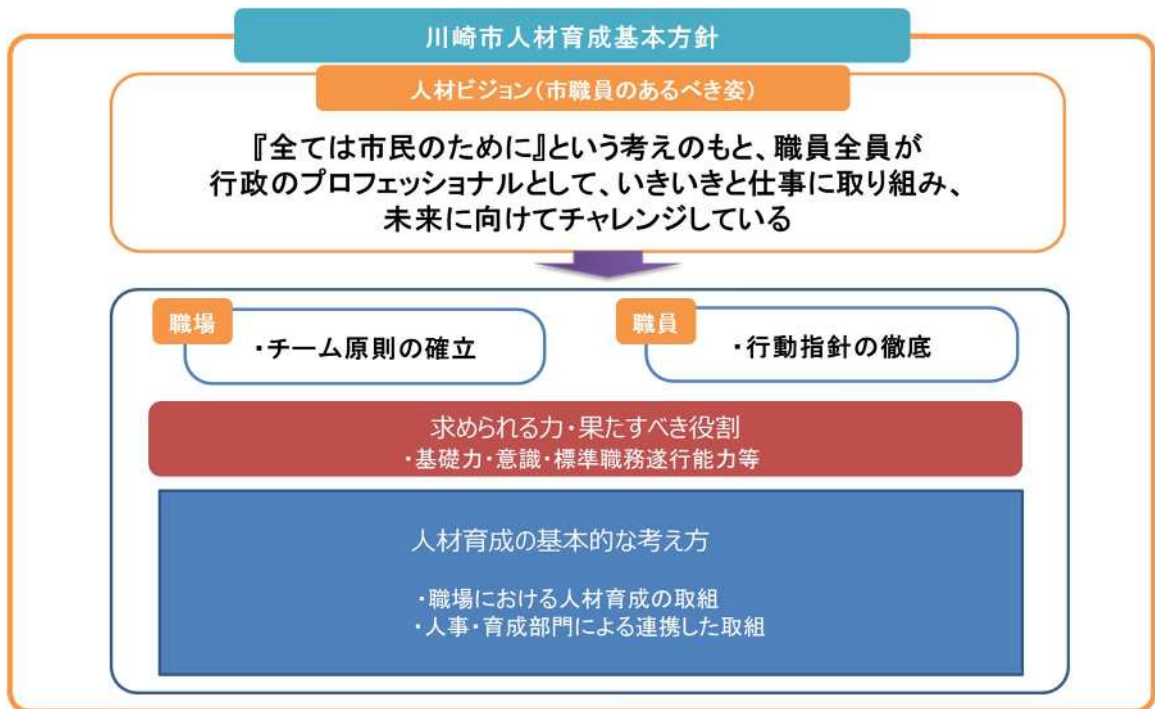 川崎市人材育成基本方針
人材ビジョン(市職員のあるべき姿)
『全ては市民のために』という考えのもと、職員全員が
行政のプロフェッショナルとして、いきいきと仕事に取り組み、
未来に向けてチャレンジしている
職場
・チーム原則の確立
職員
・行動指針の徹底
求められる力・果たすべき役割
・基礎力・意識・標準職務遂行能力等
人材育成の基本的な考え方
・職場における人材育成の取組
・人事・育成部門による連携した取組